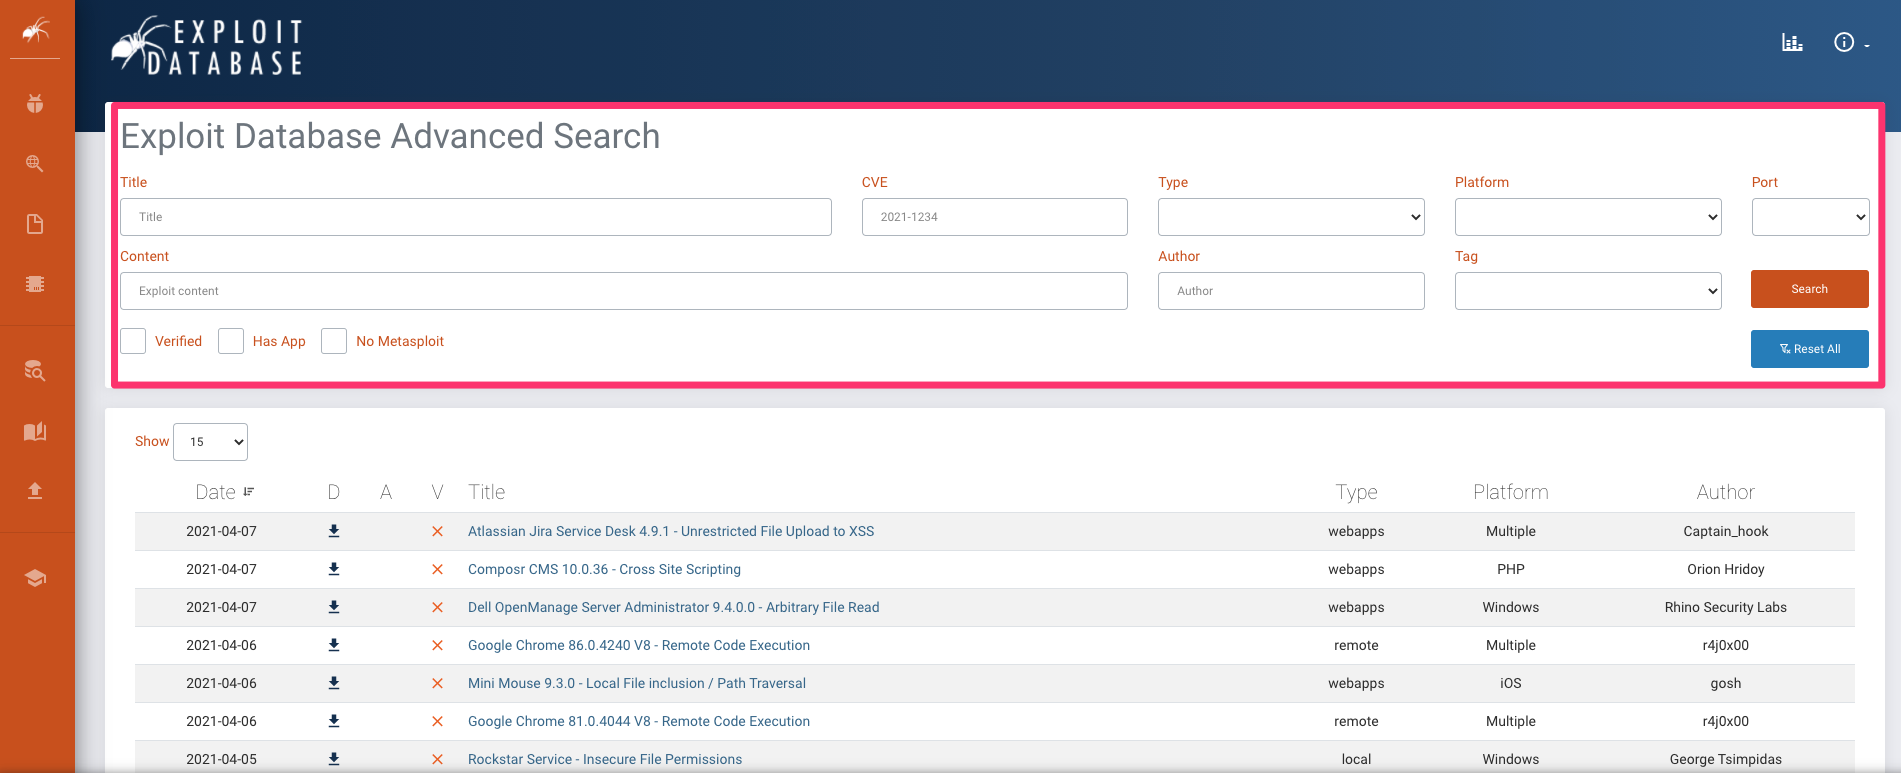 EXPLOIT
DATABASE
Exploit Database Advanced Search
Title CVE Type Platform Port
Title 2021-1234
Content Author Tag
Exploit content Author Search
Verified Has App No Metasploit Reset All
Show 15
Date D A V Title Type Platform Author
2021-04-07 Atlassian Jira Service Desk 4.9.1 - Unrestricted File Upload to XSS webapps Multiple Captain_hook
2021-04-07 Composr CMS 10.0.36 - Cross Site Scripting webapps PHP Orion Hridoy
2021-04-07 Dell OpenManage Server Administrator 9.4.0.0 - Arbitrary File Read webapps Windows Rhino Security Labs
2021-04-06 Google Chrome 86.0.4240 V8 - Remote Code Execution remote Multiple r4j0x00
2021-04-06 Mini Mouse 9.3.0 - Local File inclusion / Path Traversal webapps iOS gosh
2021-04-06 Google Chrome 81.0.4044 V8 - Remote Code Execution remote Multiple r4j0x00
2021-04-05 Rockstar Service - Insecure File Permissions local Windows George Tsimpidas